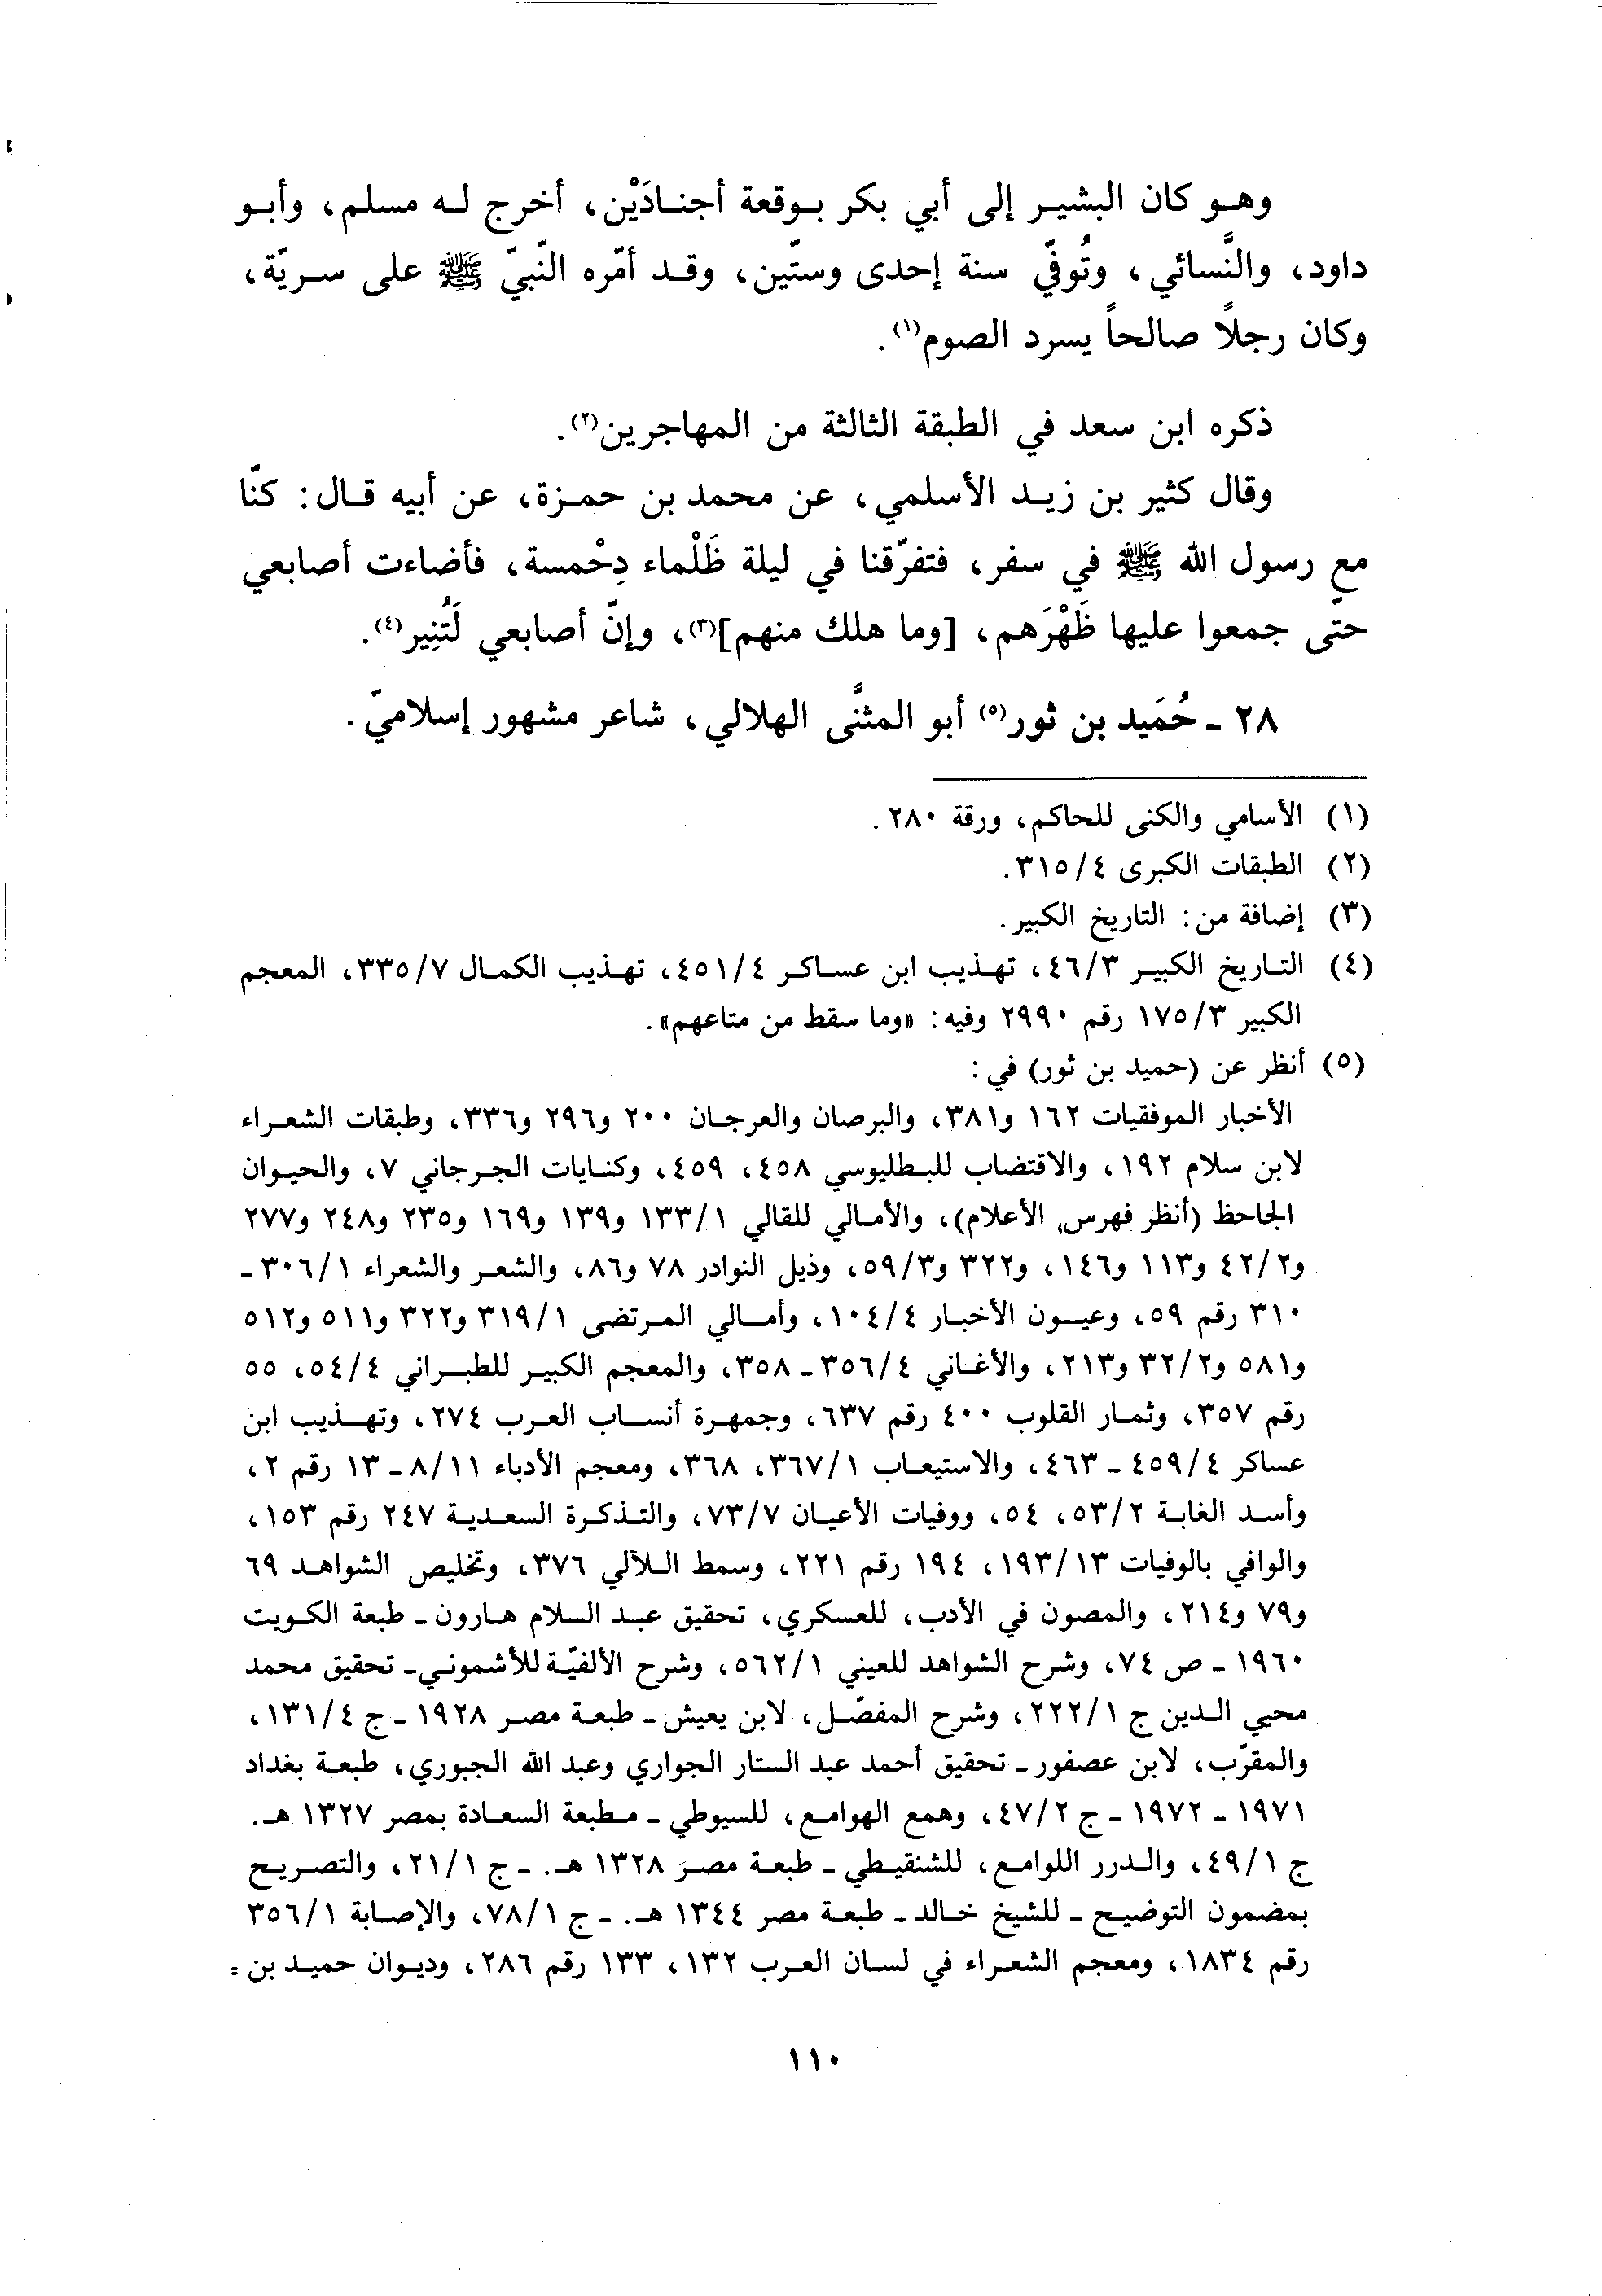 وهو كان البشير إلى أبي بكر بوقعة أجنادَيْن، أخرج له مسلم، وأبو
داود، والنَّسائي، وتُوفّي سنة إحدى وستّين، وقد أمّره النّبيّ ﷺ على سريّة،
وكان رجلًا صالحاً يسرد الصوم(١).
ذكره ابن سعد في الطبقة الثالثة من المهاجرين(٢).
وقال كثير بن زيد الأسلمي، عن محمد بن حمزة، عن أبيه قال: كنّا
مع رسول الله ﷺ في سفر، فتفرّقنا في ليلة ظَلْماء دِحْمسة، فأضاءت أصابعي
حتّى جمعوا عليها ظَهْرَهم، [وما هلك منهم](٣)، وإنّ أصابعي لَتُنِير(٤).
٢٨ - حُمَيد بن ثور(٥) أبو المثنَّى الهلالي، شاعر مشهور إسلاميّ.
(١) الأسامي والكنى للحاكم، ورقة ٢٨٠.
(٢) الطبقات الكبرى ٣١٥/٤.
(٣) إضافة من: التاريخ الكبير.
(٤) التاريخ الكبير ٤٦/٣، تهذيب ابن عساكر ٤٥١/٤، تهذيب الكمال ٣٣٥/٧، المعجم
الكبير ١٧٥/٣ رقم ٢٩٩٠ وفيه: «وما سقط من متاعهم».
(٥) أنظر عن (حميد بن ثور) في:
الأخبار الموفقيات ١٦٢ و٣٨١، والبرصان والعرجان ٢٠٠ و٢٩٦ و٣٣٦، وطبقات الشعراء
لابن سلام ١٩٢، والاقتضاب للبطليوسي ٤٥٨، ٤٥٩، وكنايات الجرجاني ٧، والحيوان
الجاحظ (أنظر فهرس الأعلام)، والأمالي للقالي ١٣٣/١ و١٣٩ و١٦٩ و٢٣٥ و٢٤٨ و٢٧٧
و٤٢/٢ و١١٣ و١٤٦، و٣٢٢ و٥٩/٣، وذيل النوادر ٧٨ و٨٦، والشعر والشعراء ٣٠٦/١ -
٣١٠ رقم ٥٩، وعيون الأخبار ١٠٤/٤، وأمالي المرتضى ٣١٩/١ و٣٢٢ و٥١١ و٥١٢
و٥٨١ و٣٢/٢ و٢١٣، والأغاني ٣٥٦/٤ - ٣٥٨، والمعجم الكبير للطبراني ٥٤/٤، ٥٥
رقم ٣٥٧، وثمار القلوب ٤٠٠ رقم ٦٣٧، وجمهرة أنساب العرب ٢٧٤، وتهذيب ابن
عساكر ٤٥٩/٤ - ٤٦٣، والاستيعاب ٣٦٧/١، ٣٦٨، ومعجم الأدباء ٨/١١ - ١٣ رقم ٢،
وأسد الغابة ٥٣/٢، ٥٤، ووفيات الأعيان ٧٣/٧، والتذكرة السعدية ٢٤٧ رقم ١٥٣،
والوافي بالوفيات ١٩٣/١٣، ١٩٤ رقم ٢٢١، وسمط اللآلي ٣٧٦، وتخليص الشواهد ٦٩
و٧٩ و٢١٤، والمصون في الأدب، للعسكري، تحقيق عبد السلام هارون - طبعة الكويت
١٩٦٠ - ص ٧٤، وشرح الشواهد للعيني ٥٦٢/١، وشرح الألفيّة للأشموني - تحقيق محمد
محيي الدين ج ٢٢٢/١، وشرح المفصّل، لابن يعيش - طبعة مصر ١٩٢٨ - ج ١٣١/٤،
والمقرّب، لابن عصفور - تحقيق أحمد عبد الستار الجواري وعبد الله الجبوري، طبعة بغداد
١٩٧١ - ١٩٧٢ - ج ٤٧/٢، وهمع الهوامع، للسيوطي - مطبعة السعادة بمصر ١٣٢٧ هـ.
ج ٤٩/١، والدرر اللوامع، للشنقيطي - طبعة مصر ١٣٢٨ هـ. - ج ٢١/١، والتصريح
بمضمون التوضيح - للشيخ خالد - طبعة مصر ١٣٤٤ هـ. - ج ٧٨/١، والإصابة ٣٥٦/١
رقم ١٨٣٤، ومعجم الشعراء في لسان العرب ١٣٢، ١٣٣ رقم ٢٨٦، وديوان حميد بن =
١١٠